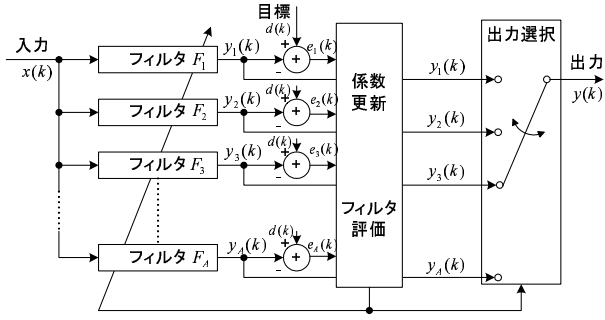 目標
d(k)
入力
x(k)
フィルタ F1
y1(k)
+
-
+
e1(k)
フィルタ F2
y2(k)
d(k)
+
-
+
e2(k)
フィルタ F3
y3(k)
d(k)
+
-
+
e3(k)
フィルタ FA
yA(k)
d(k)
+
-
+
eA(k)
係数
更新
フィルタ
評価
y1(k)
y2(k)
y3(k)
yA(k)
出力選択
出力
y(k)